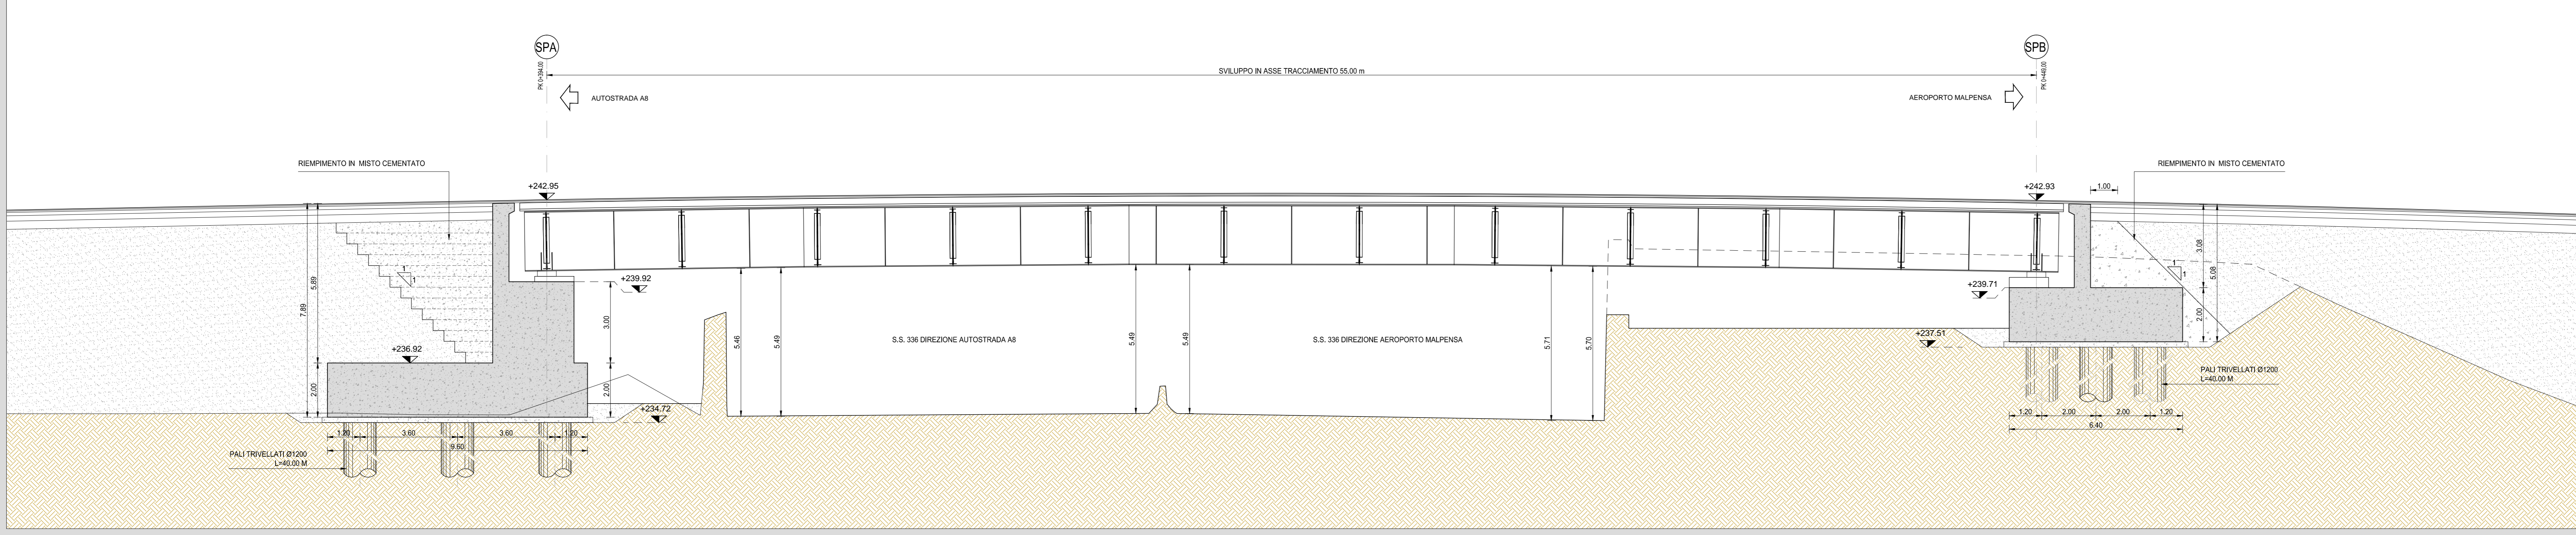 SPA
SPB
PK 0+394.00
PK 0+449.00
SVILUPPO IN ASSE TRACCIAMENTO 55,00 m
AUTOSTRADA A8
AEROPORTO MALPENSA
RIEMPIMENTO IN MISTO CEMENTATO
RIEMPIMENTO IN MISTO CEMENTATO
+242.95
+242.93
1.00
7.89
5.89
2.00
1
1
+236.92
+239.92
3.00
2.00
+234.72
5.46
5.49
S.S. 336 DIREZIONE AUTOSTRADA A8
5.49
5.49
S.S. 336 DIREZIONE AEROPORTO MALPENSA
5.71
5.70
+239.71
+237.51
3.08
5.08
2.00
1
1
1.20
3.60
3.60
1.20
9.60
PALI TRIVELLATI Ø1200
L=40.00 M
PALI TRIVELLATI Ø1200
L=40.00 M
1.20
2.00
2.00
1.20
6.40